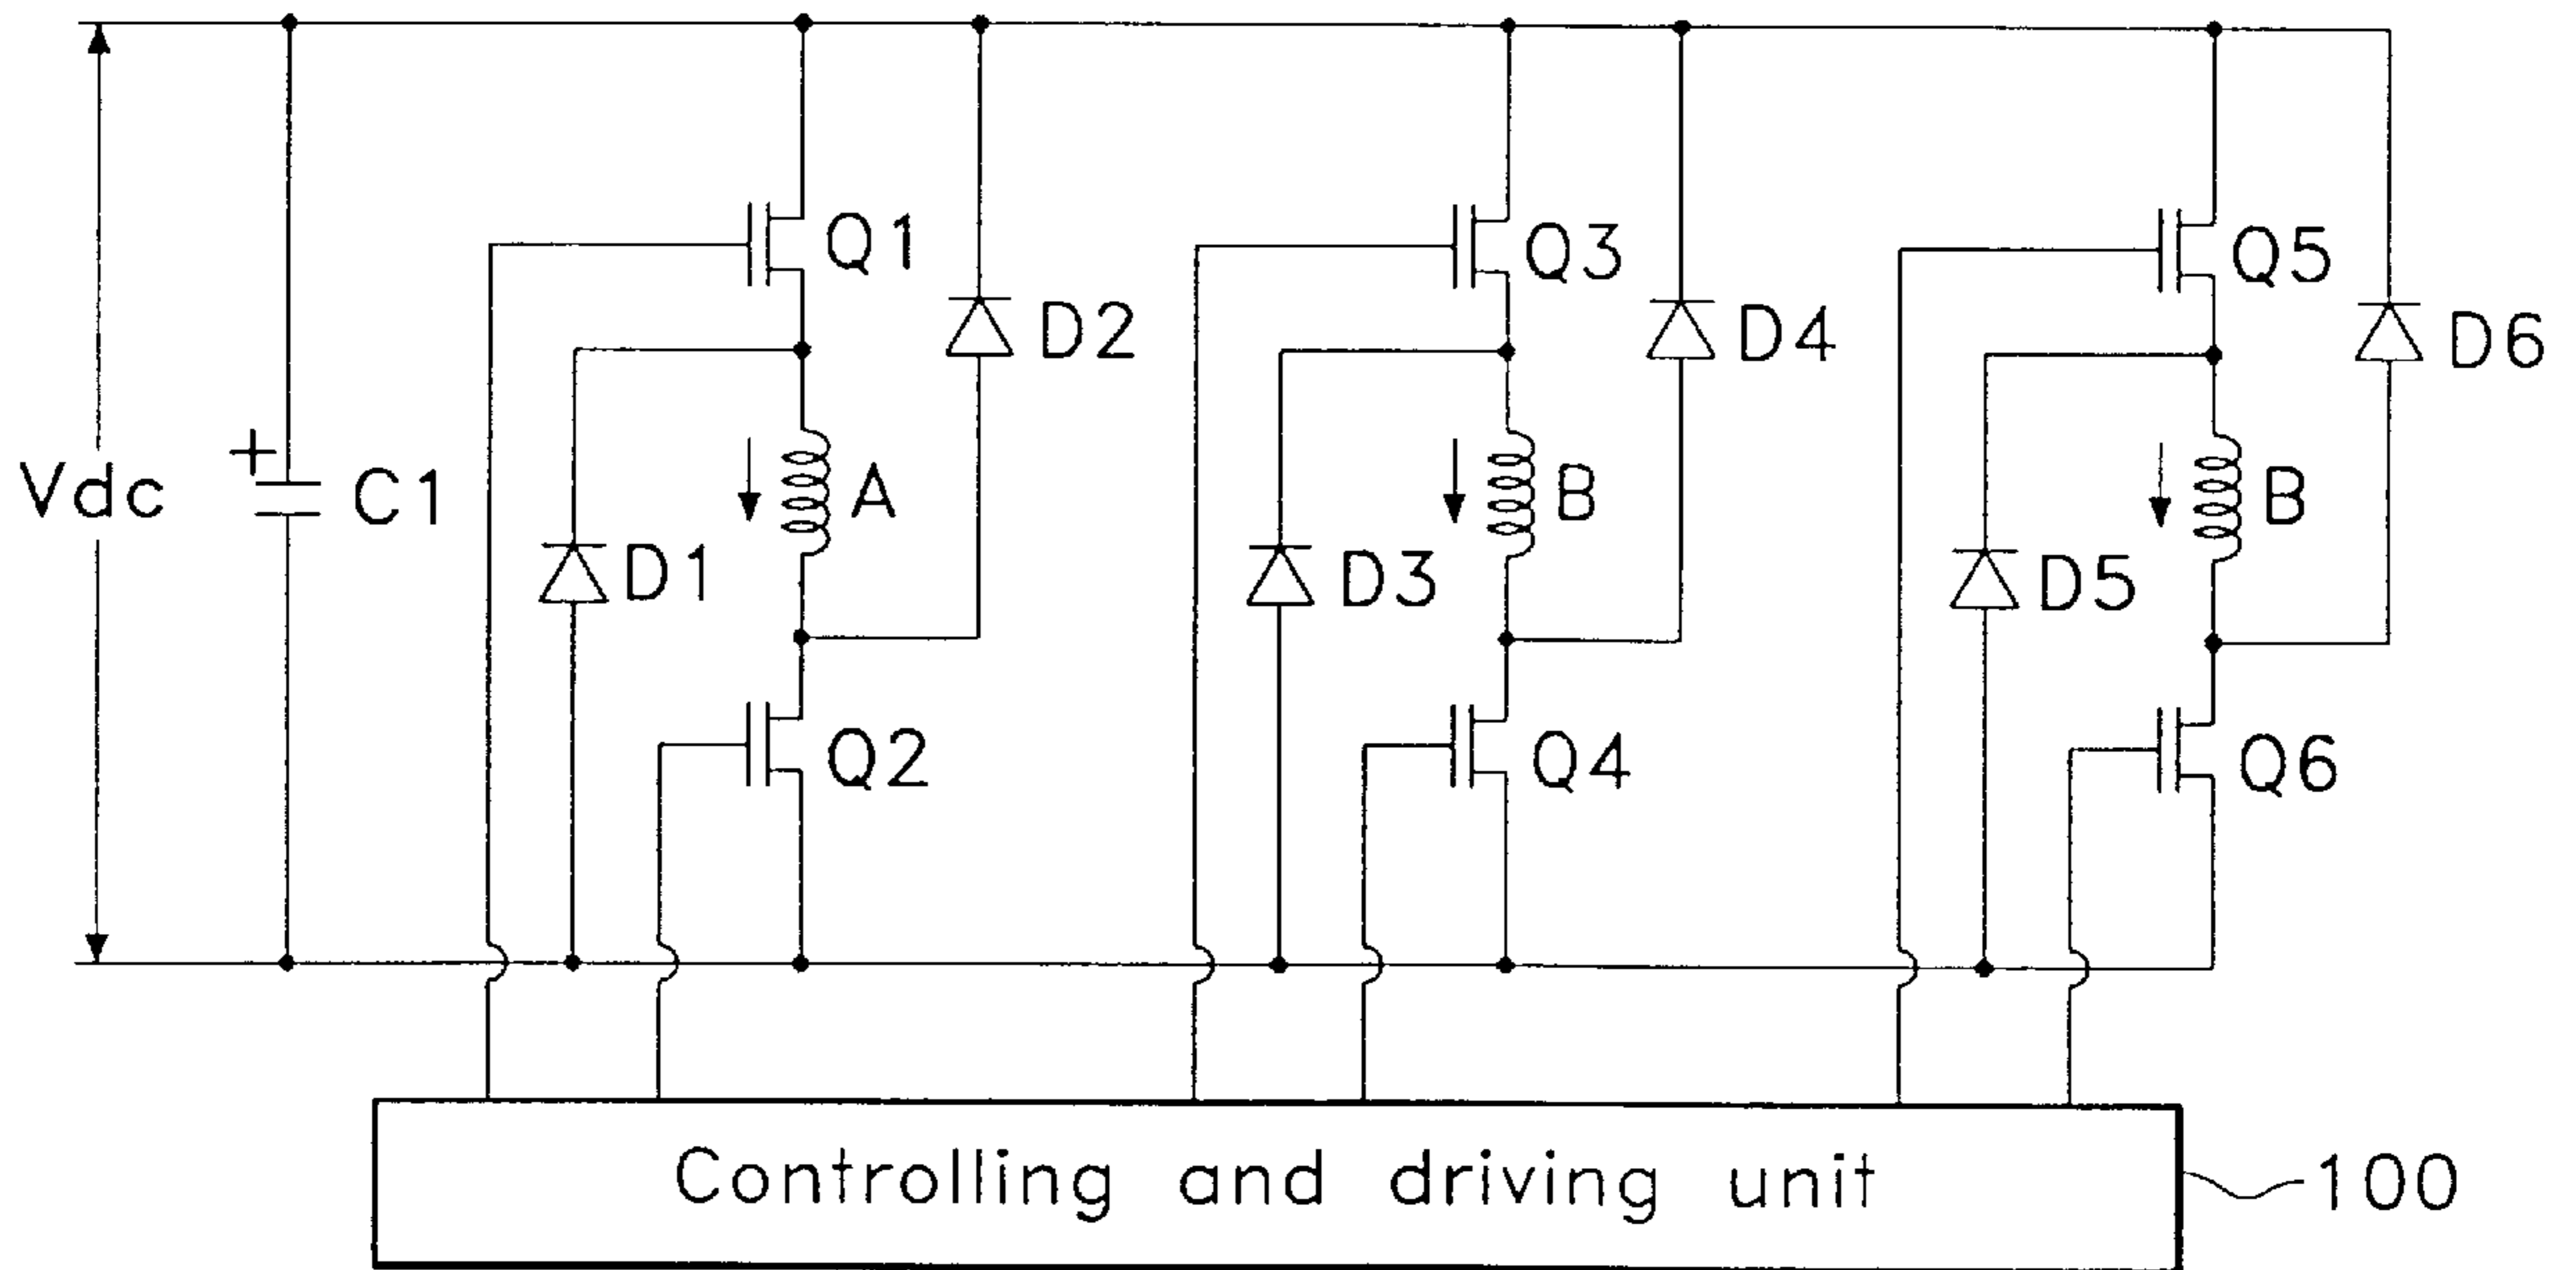 Q1
Q3
Q5
D2
D4
D6
+
Vdc
C1
A
B
B
D1
D3
D5
Q2
Q4
Q6
Controlling and driving unit
100